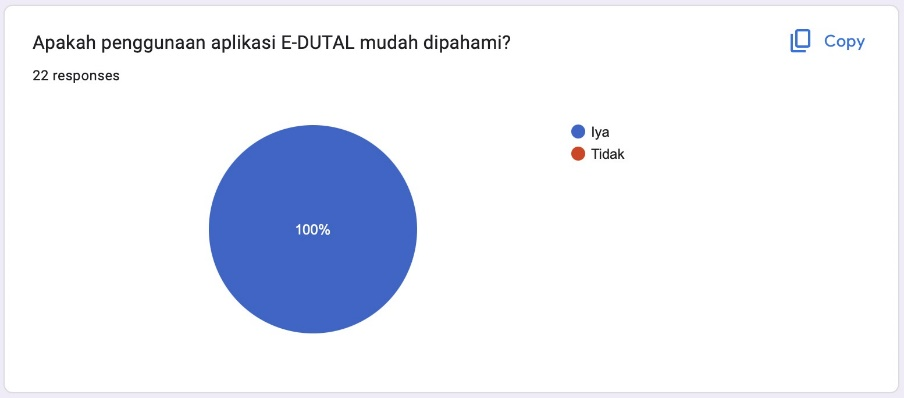 Apakah penggunaan aplikasi E-DUTAL mudah dipahami?
Copy
22 responses
Iya
Tidak
100%